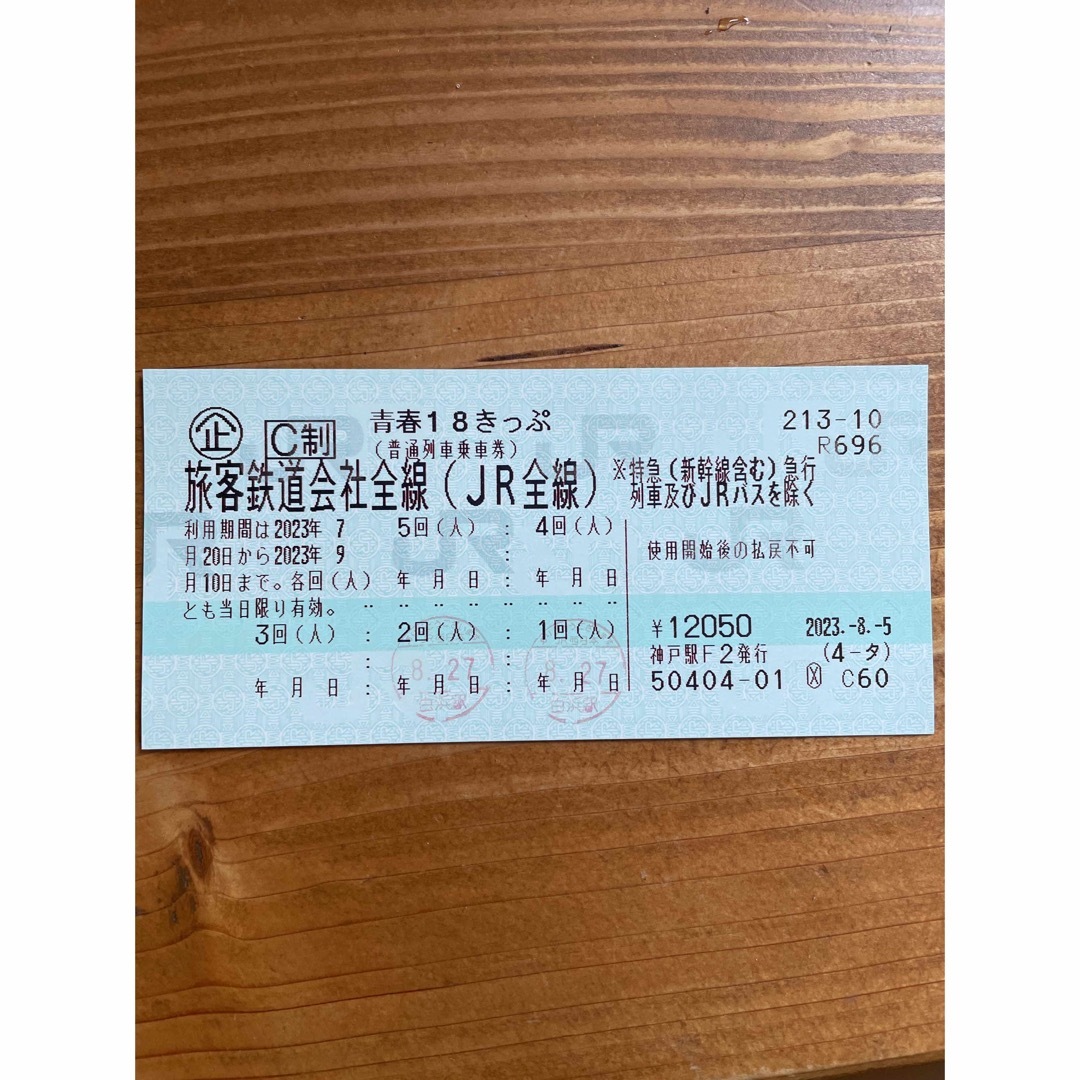 企 C制 青春18きっぷ 213-10
(普通列車乗車券) R696
旅客鉄道会社全線(JR全線) ※特急(新幹線含む)急行
列車及びJRバスを除く
利用期間は2023年 7 5回(人) : 4回(人)
月20日から2023年 9 : 使用開始後の払戻不可
月10日まで。各回(人) 年 月 日 : 年 月 日
とも当日限り有効。
3回(人) : 2回(人) : 1回(人) ¥12050 2023.-8.-5
: 8.27 : 8.27 神戸駅F2発行 (4-タ)
年 月 日 : 年 月 日 : 年 月 日 50404-01 X C60
白浜駅 白浜駅